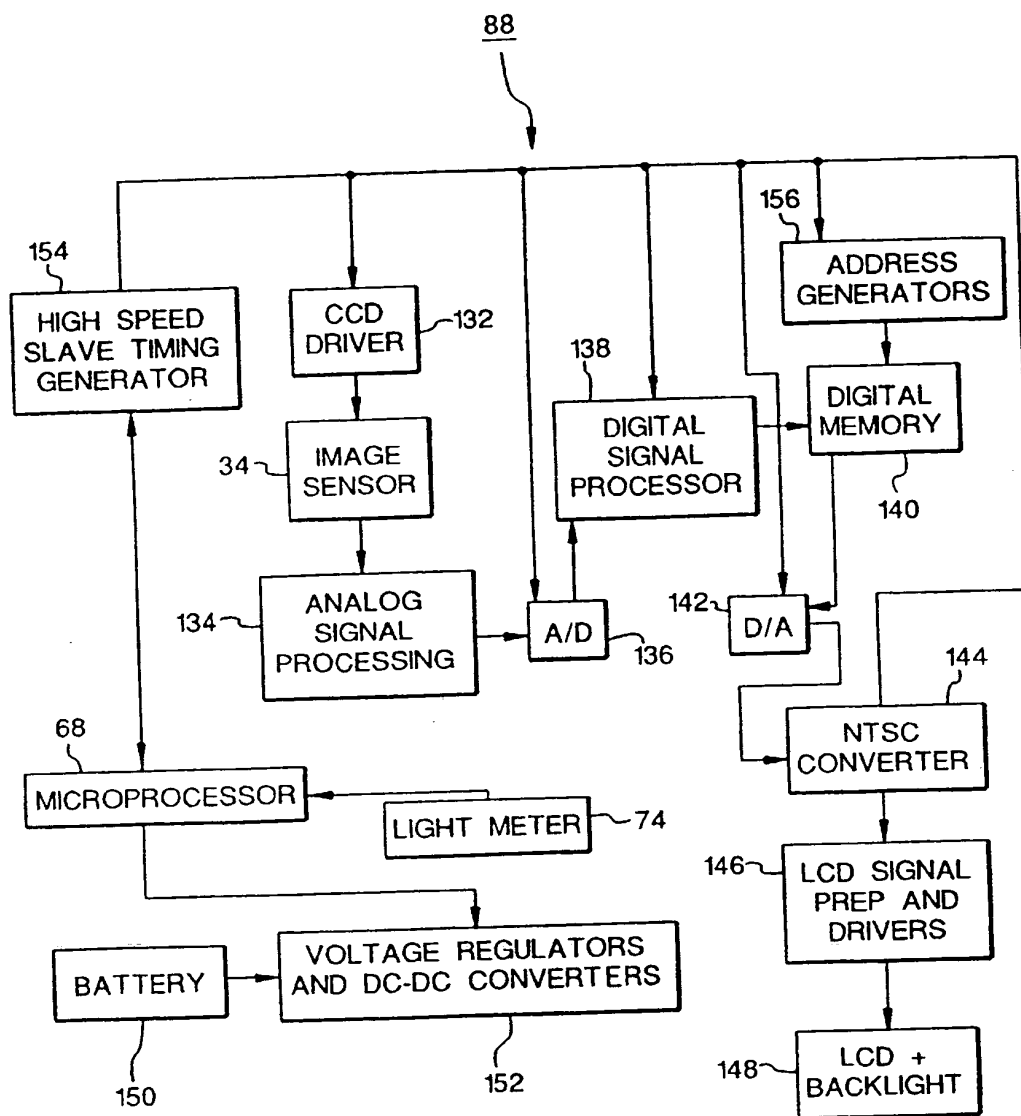 88
154
HIGH SPEED
SLAVE TIMING
GENERATOR
CCD
DRIVER
132
156
ADDRESS
GENERATORS
138
DIGITAL
SIGNAL
PROCESSOR
DIGITAL
MEMORY
140
34
IMAGE
SENSOR
134
ANALOG
SIGNAL
PROCESSING
A/D
136
142
D/A
144
NTSC
CONVERTER
68
MICROPROCESSOR
LIGHT METER
74
146
LCD SIGNAL
PREP AND
DRIVERS
BATTERY
150
VOLTAGE REGULATORS
AND DC-DC CONVERTERS
152
148
LCD +
BACKLIGHT